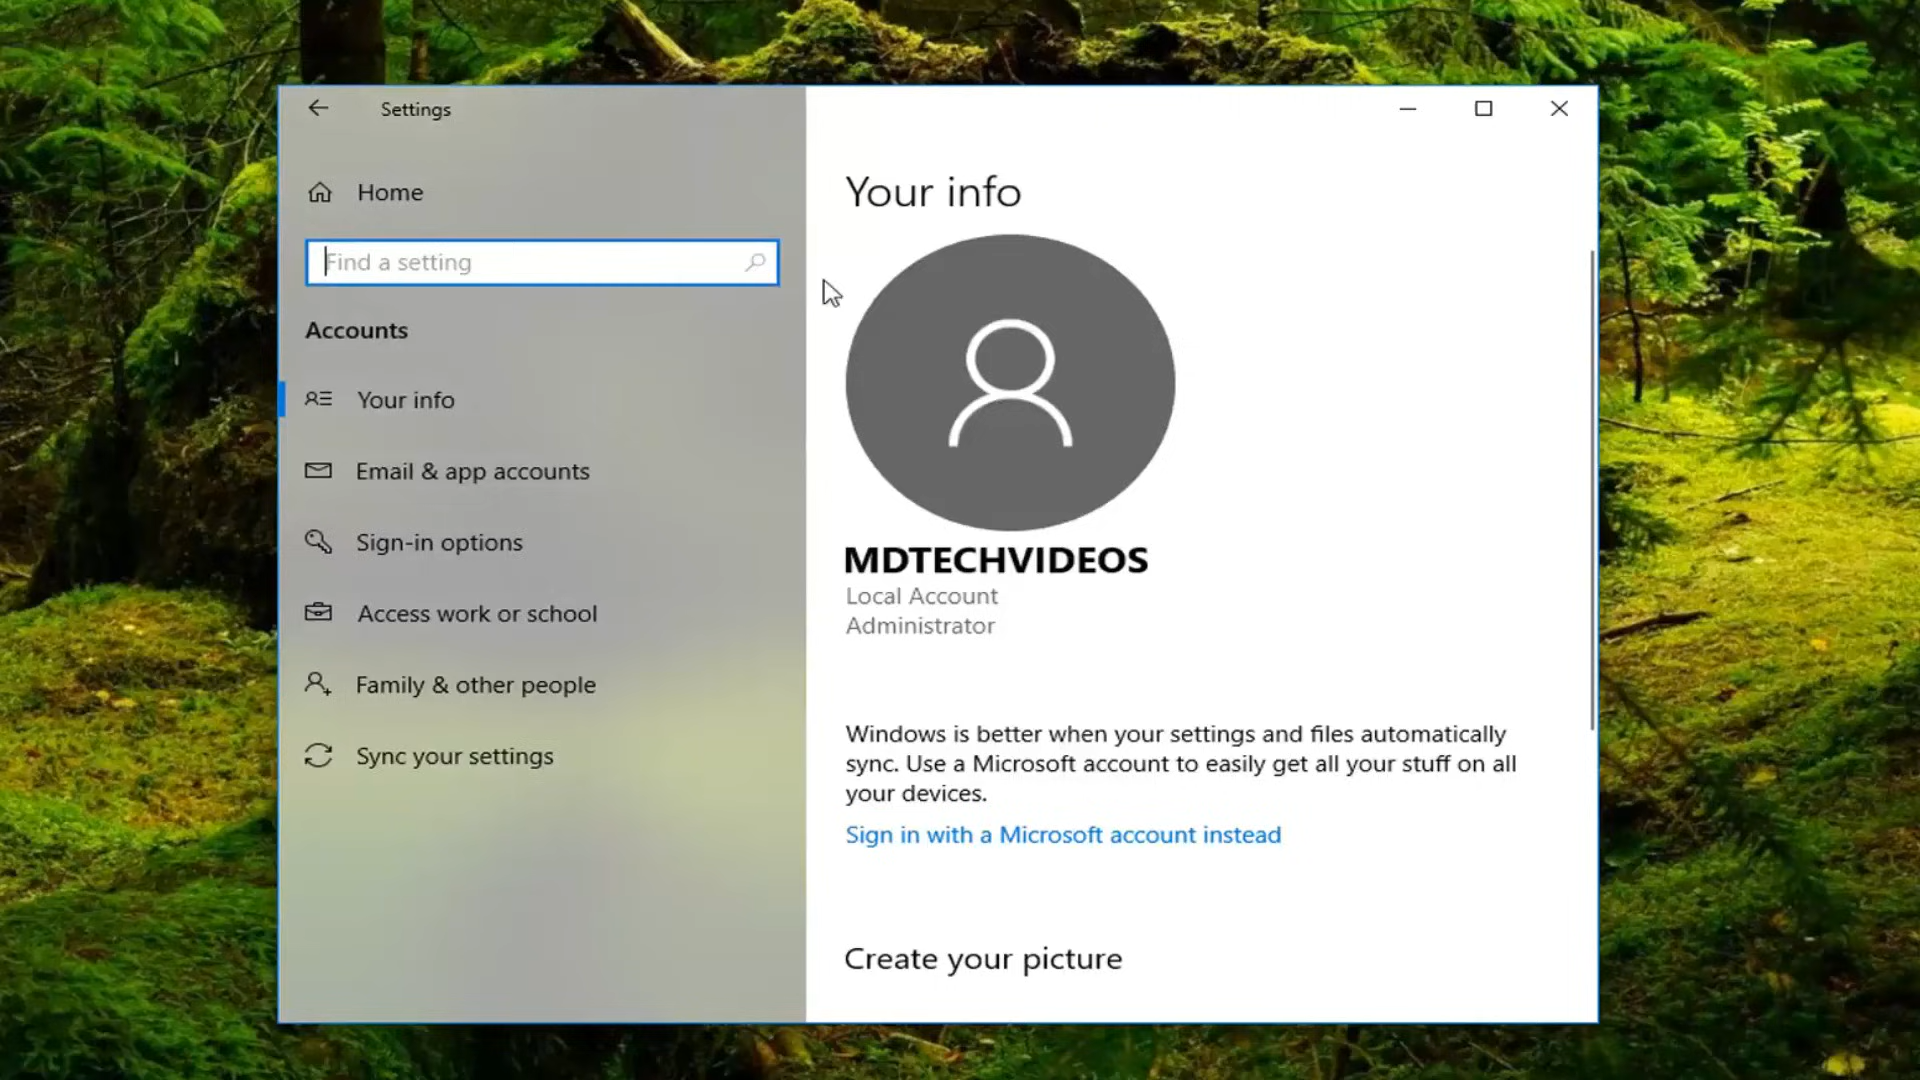 Settings
Home
Find a setting
Accounts
Your info
Email & app accounts
Sign-in options
Access work or school
Family & other people
Sync your settings
Your info
MDTECHVIDEOS
Local Account
Administrator
Windows is better when your settings and files automatically
sync. Use a Microsoft account to easily get all your stuff on all
your devices.
Sign in with a Microsoft account instead
Create your picture